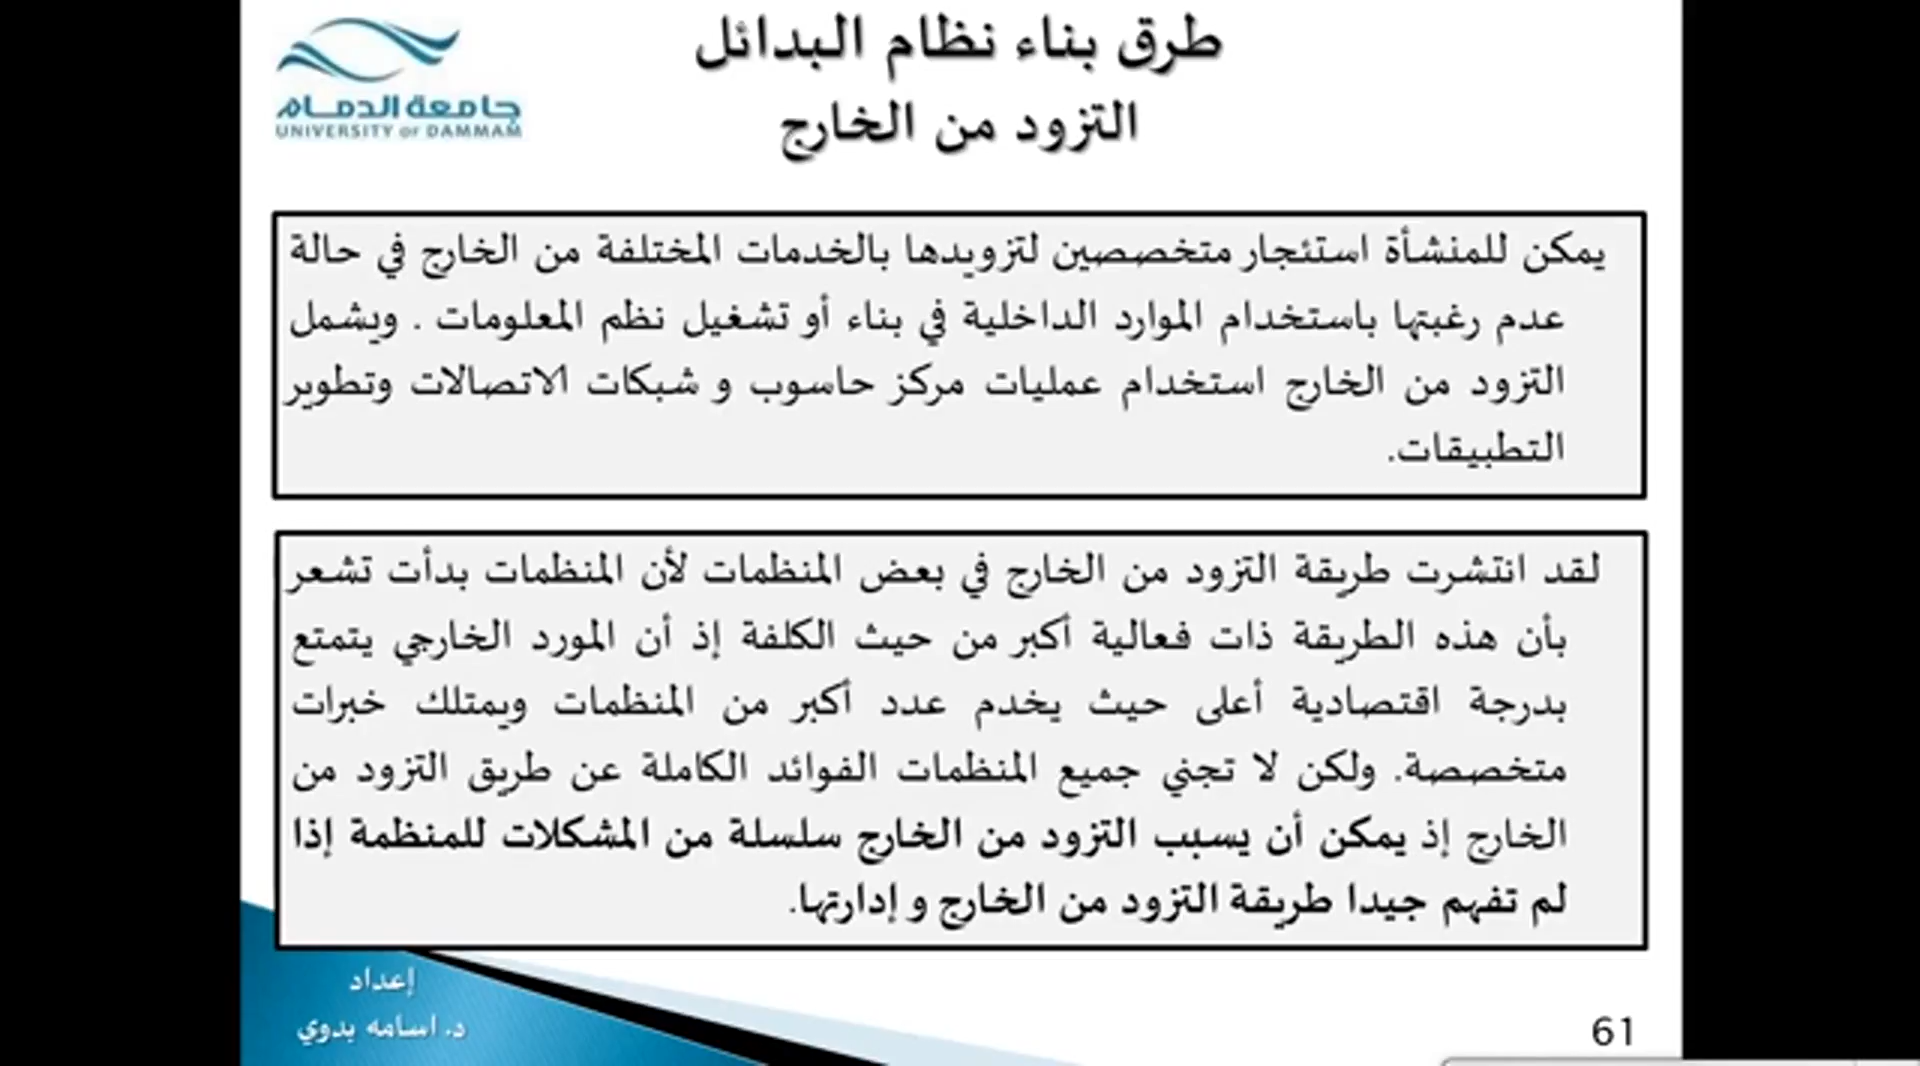 طرق بناء نظام البدائل
التزود من الخارج
جامعة الدمام
UNIVERSITY of DAMMAM
يمكن للمنشأة استئجار متخصصين لتزويدها بالخدمات المختلفة من الخارج في حالة
عدم رغبتها باستخدام الموارد الداخلية في بناء أو تشغيل نظم المعلومات . ويشمل
التزود من الخارج استخدام عمليات مركز حاسوب و شبكات الاتصالات وتطوير
التطبيقات.
لقد انتشرت طريقة التزود من الخارج في بعض المنظمات لأن المنظمات بدأت تشعر
بأن هذه الطريقة ذات فعالية أكبر من حيث الكلفة إذ أن المورد الخارجي يتمتع
بدرجة اقتصادية أعلى حيث يخدم عدد أكبر من المنظمات ويمتلك خبرات
متخصصة. ولكن لا تجني جميع المنظمات الفوائد الكاملة عن طريق التزود من
الخارج إذ يمكن أن يسبب التزود من الخارج سلسلة من المشكلات للمنظمة إذا
لم تفهم جيدا طريقة التزود من الخارج و إدارتها.
إعداد
د. اسامه بدوي
61